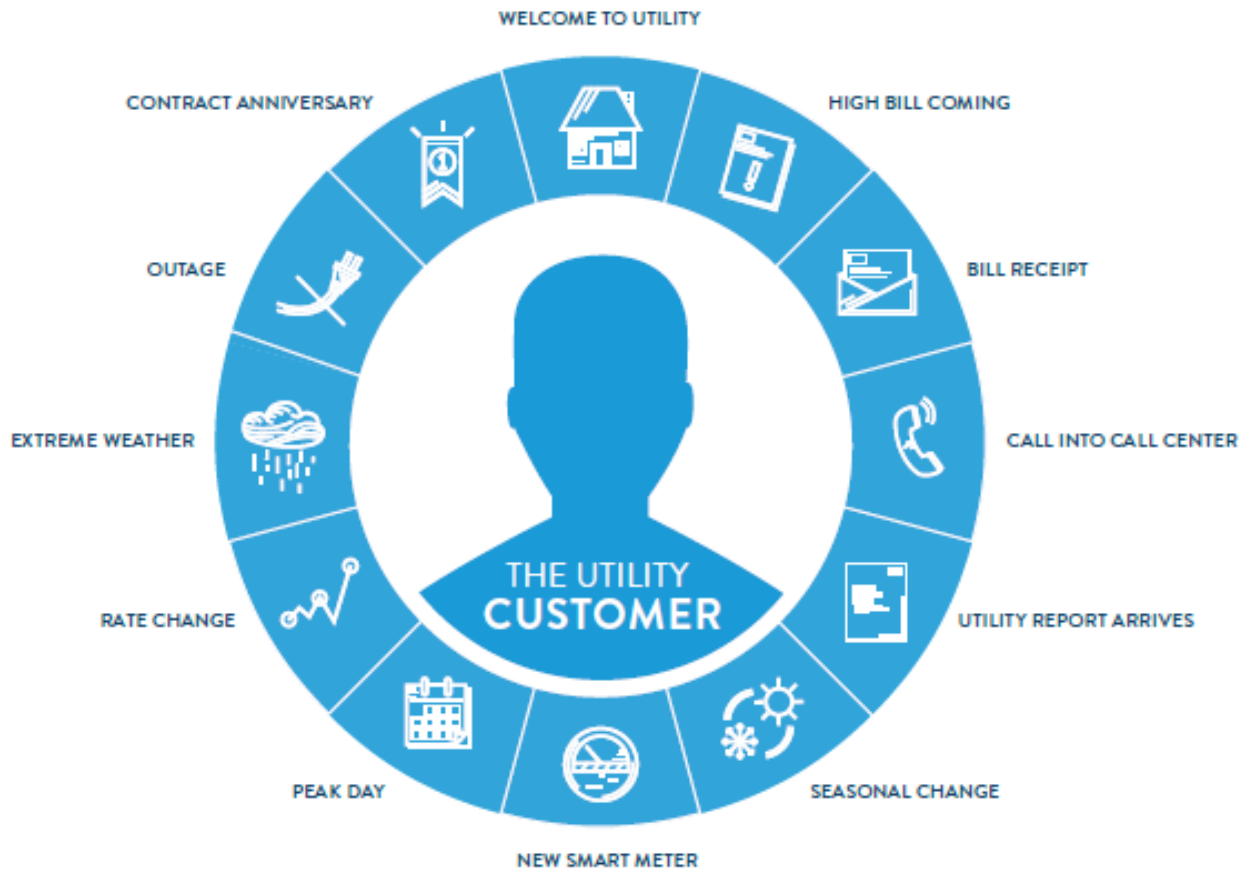 WELCOME TO UTILITY
CONTRACT ANNIVERSARY
HIGH BILL COMING
1
OUTAGE
BILL RECEIPT
EXTREME WEATHER
CALL INTO CALL CENTER
THE UTILITY
CUSTOMER
RATE CHANGE
UTILITY REPORT ARRIVES
PEAK DAY
SEASONAL CHANGE
NEW SMART METER